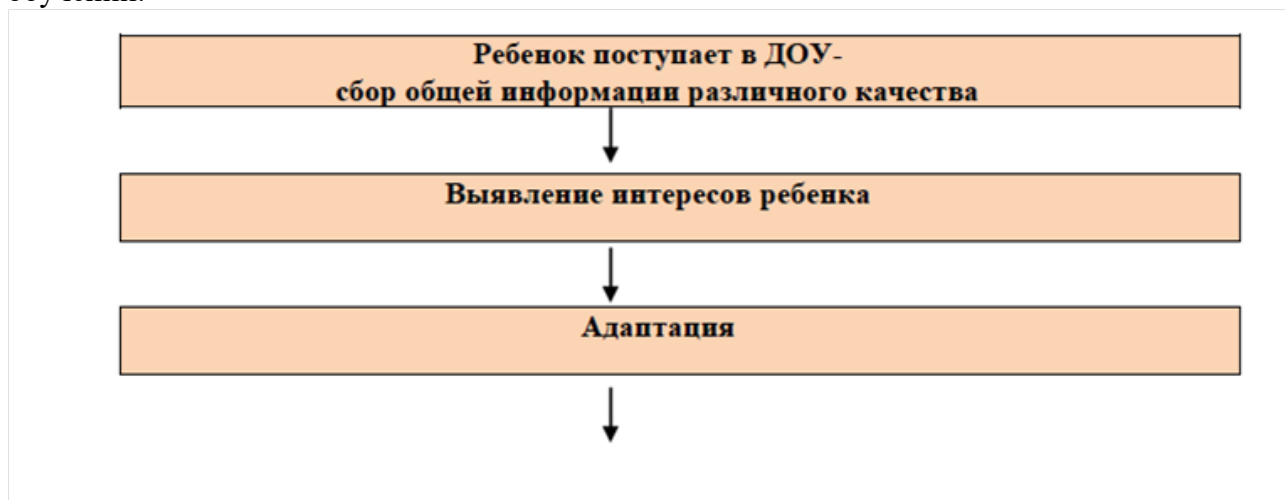 Ребенок поступает в ДОУ-
сбор общей информации различного качества
Выявление интересов ребенка
Адаптация